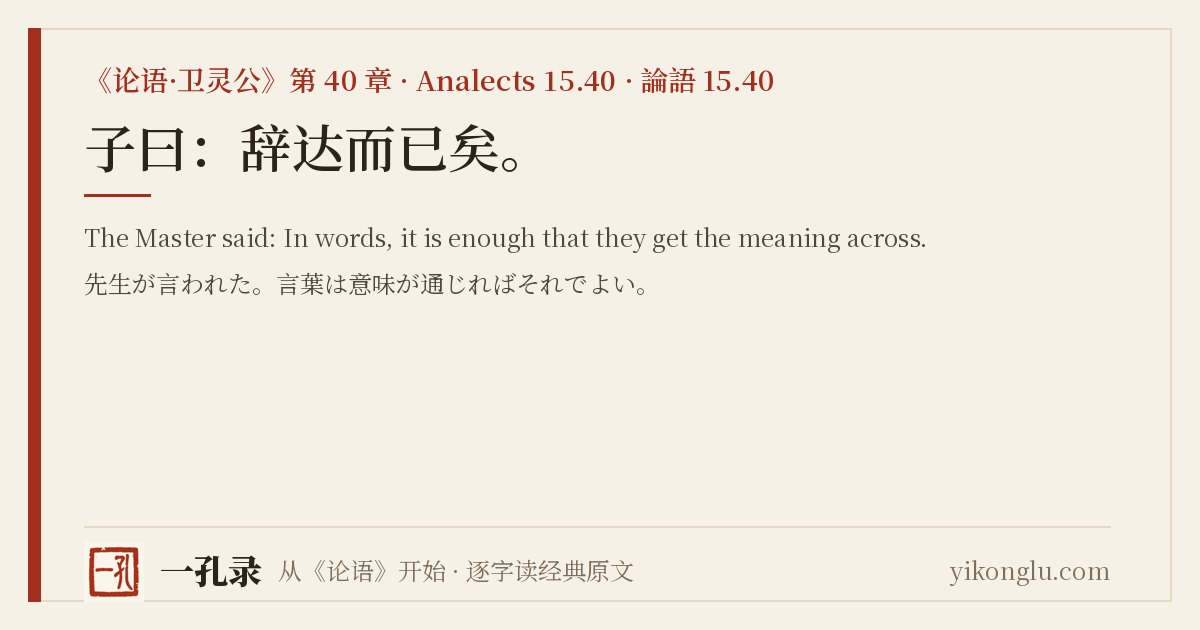 《论语·卫灵公》第 40 章 · Analects 15.40 · 論語 15.40
子曰：辞达而已矣。
The Master said: In words, it is enough that they get the meaning across.
先生が言われた。言葉は意味が通じればそれでよい。
一孔
一孔录 从《论语》开始 · 逐字读经典原文 yikonglu.com